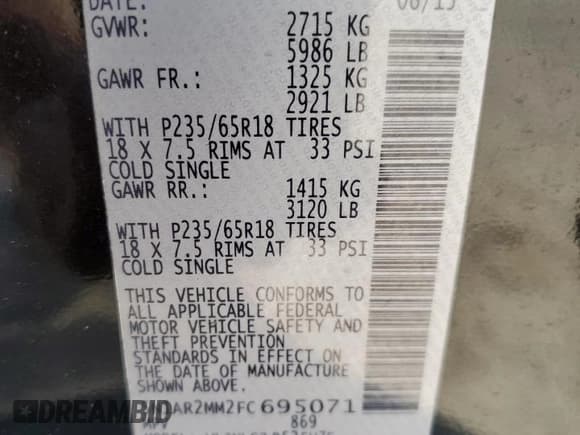 DATE:
GVWR: 2715 KG
5986 LB
GAWR FR.: 1325 KG
2921 LB
WITH P235/65R18 TIRES
18 X 7.5 RIMS AT 33 PSI
COLD SINGLE
GAWR RR.: 1415 KG
3120 LB
WITH P235/65R18 TIRES
18 X 7.5 RIMS AT 33 PSI
COLD SINGLE
THIS VEHICLE CONFORMS TO
ALL APPLICABLE FEDERAL
MOTOR VEHICLE SAFETY AND
THEFT PREVENTION
STANDARDS IN EFFECT ON
THE DATE OF MANUFACTURE
SHOWN ABOVE.
AR2MM2FC695071
MPV 869